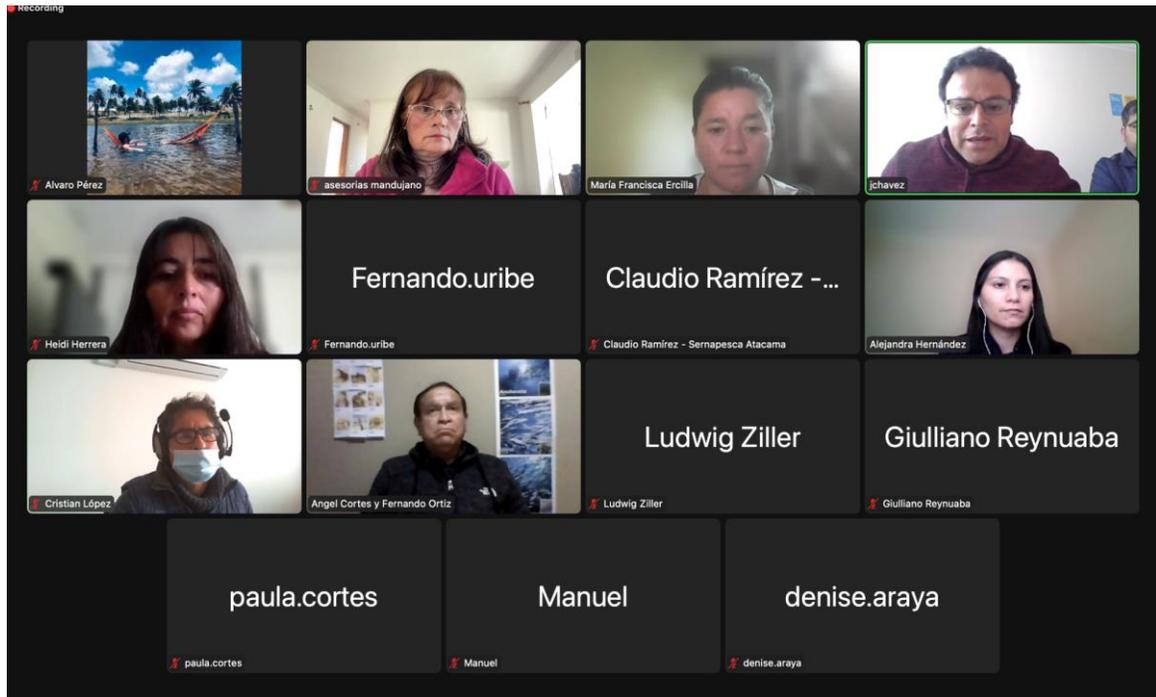 Recording
Alvaro Pérez
asesorias mandujano
María Francisca Ercilla
jchavez
Heidi Herrera
Fernando.uribe
Fernando.uribe
Claudio Ramírez -...
Claudio Ramírez - Sernapesca Atacama
Alejandra Hernández
Cristian López
Angel Cortes y Fernando Ortiz
Ludwig Ziller
Ludwig Ziller
Giulliano Reynuaba
Giulliano Reynuaba
paula.cortes
paula.cortes
Manuel
Manuel
denise.araya
denise.araya